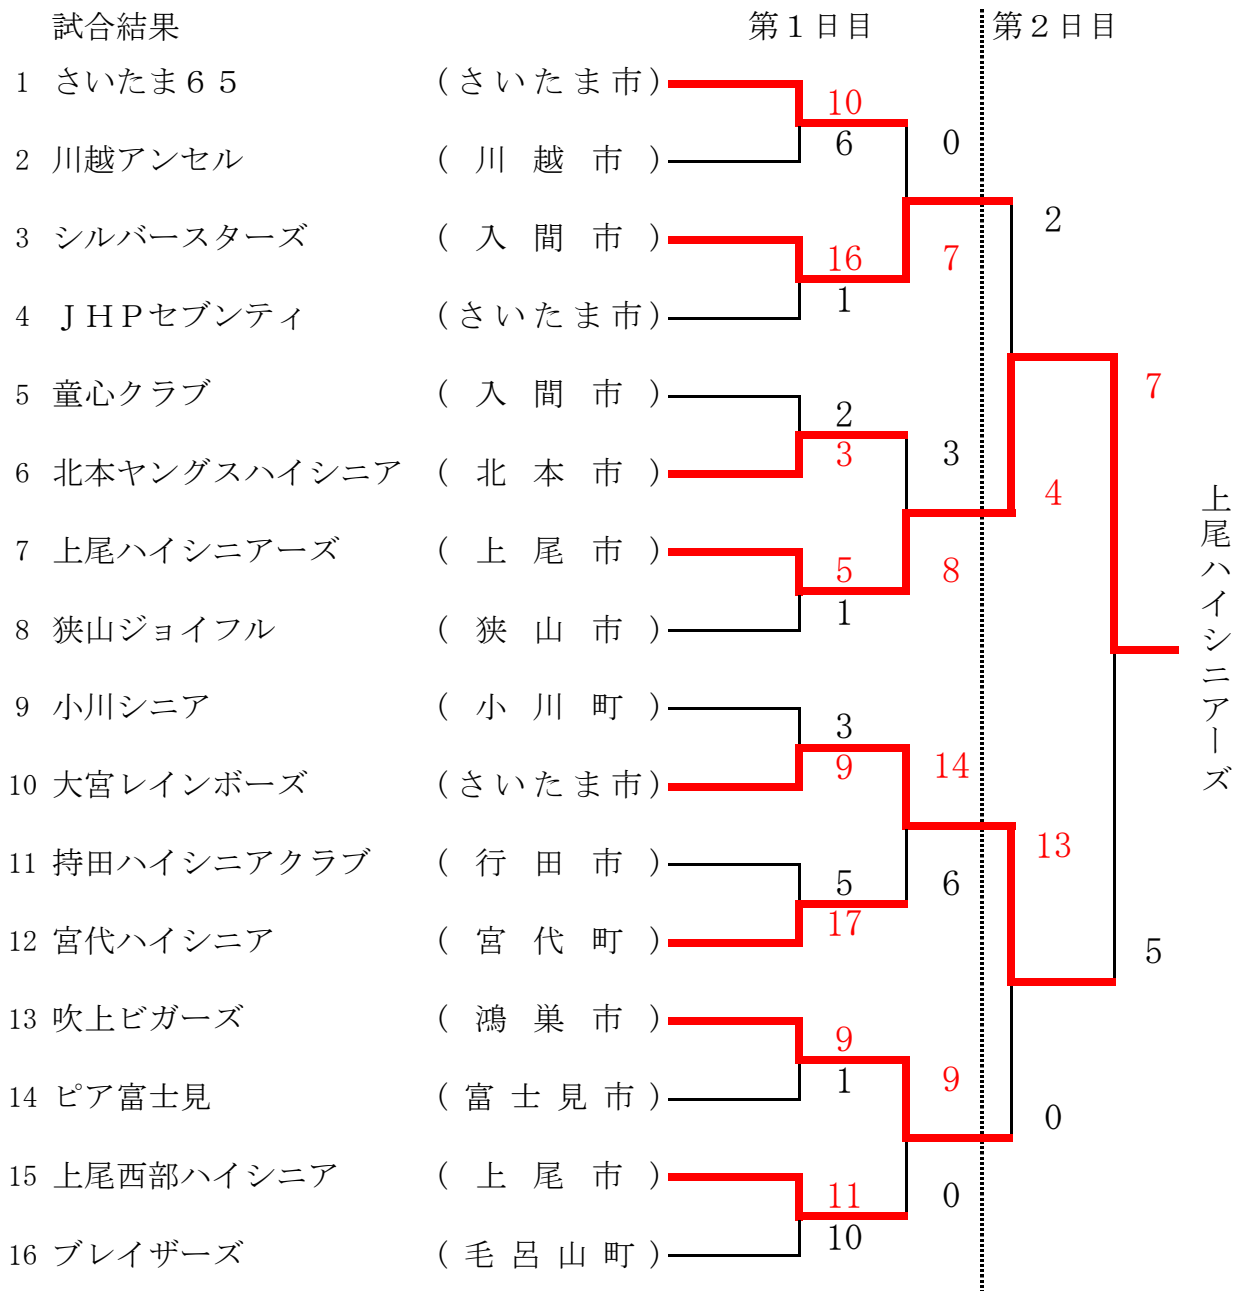 試合結果 第１日目 第２日目
1 さいたま６５ (さいたま市)
10
6
0
2 川越アンセル (川越市)
2
3 シルバースターズ (入間市)
16
7
1
4 ＪＨＰセブンティ (さいたま市)
7
5 童心クラブ (入間市)
2
3
3
6 北本ヤングスハイシニア (北本市)
4
7 上尾ハイシニアーズ (上尾市)
5
8
1
8 狭山ジョイフル (狭山市)
上尾ハイシニアーズ
9 小川シニア (小川町)
3
9
14
10 大宮レインボーズ (さいたま市)
13
11 持田ハイシニアクラブ (行田市)
5
6
17
12 宮代ハイシニア (宮代町)
5
13 吹上ビガーズ (鴻巣市)
9
1
9
14 ピア富士見 (富士見市)
0
15 上尾西部ハイシニア (上尾市)
11
0
10
16 ブレイザーズ (毛呂山町)